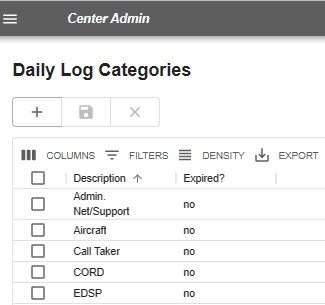 Center Admin
Daily Log Categories
COLUMNS FILTERS DENSITY EXPORT
Description Expired?
Admin.
Net/Support no
Aircraft no
Call Taker no
CORD no
EDSP no